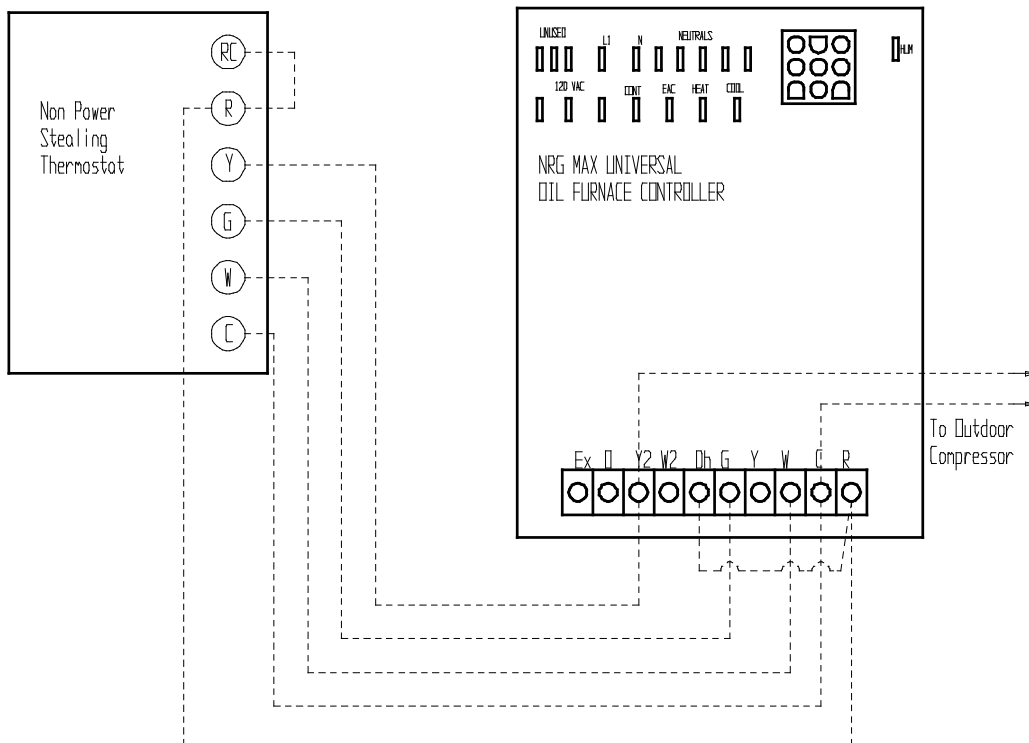 RC
Non Power
R
Stealing
Thermostat
Y
G
W
C
UNUSED
L1
N
NEUTRALS
HUM
120 VAC
CONT
EAC
HEAT
COOL
NRG MAX UNIVERSAL
OIL FURNACE CONTROLLER
To Outdoor
Compressor
Ex O Y2 W2 Dh G Y W C R